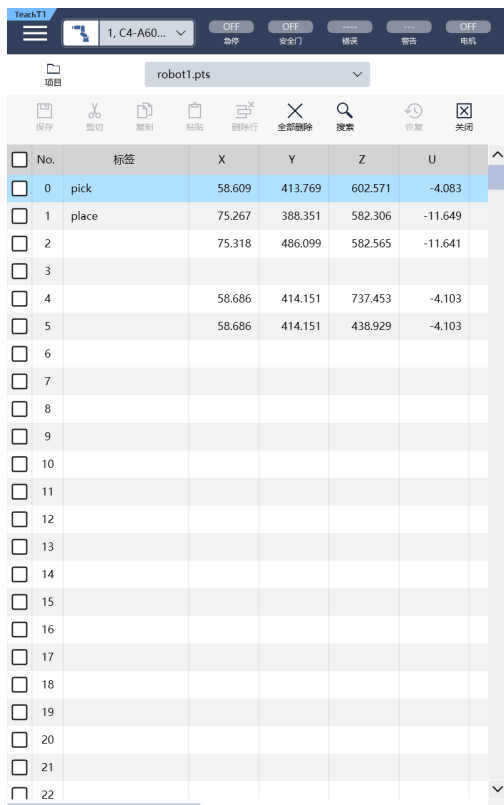 TeachT1
1, C4-A60...
OFF OFF ---- --- OFF
急停 安全门 错误 警告 电机
项目
robot1.pts
保存 剪切 复制 粘贴 删除行 全部删除 搜索 恢复 关闭
No. 标签 X Y Z U
0 pick 58.609 413.769 602.571 -4.083
1 place 75.267 388.351 582.306 -11.649
2 75.318 486.099 582.565 -11.641
3
4 58.686 414.151 737.453 -4.103
5 58.686 414.151 438.929 -4.103
6
7
8
9
10
11
12
13
14
15
16
17
18
19
20
21
22